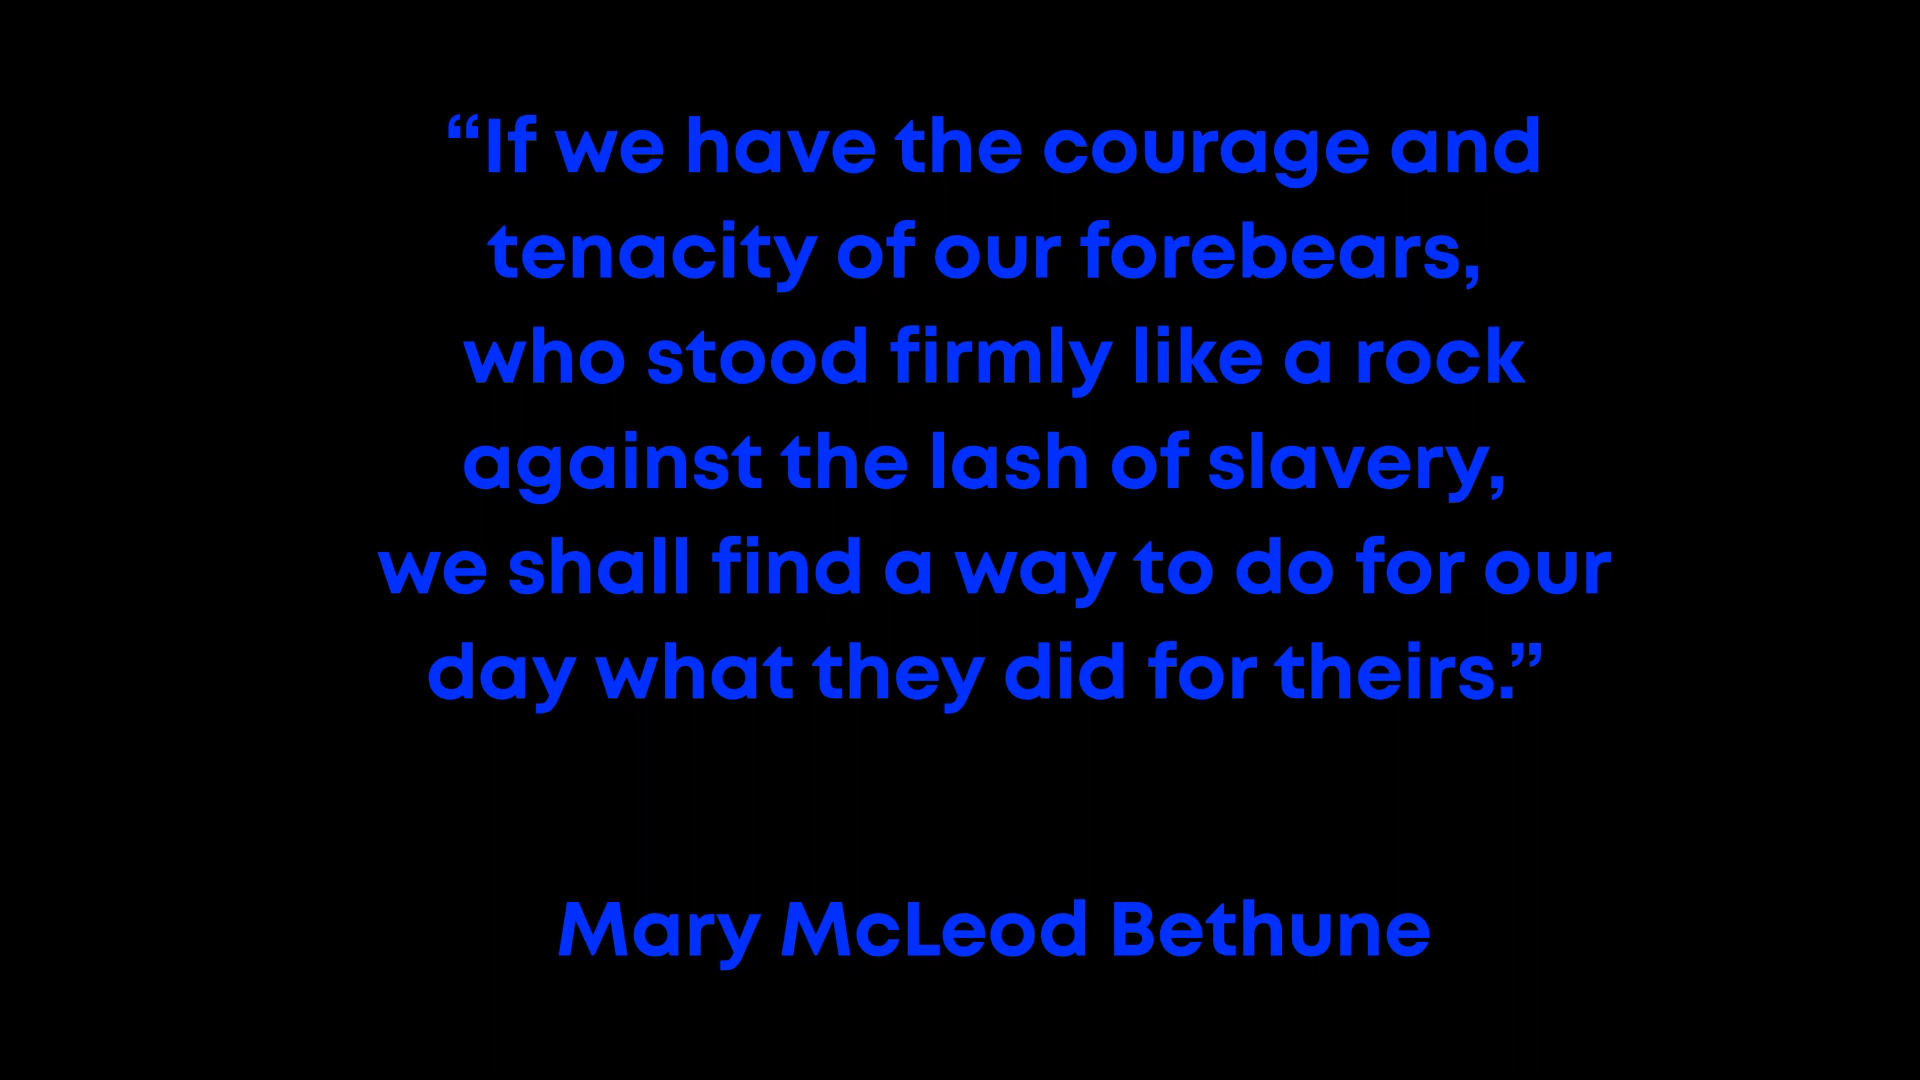 “If we have the courage and
tenacity of our forebears,
who stood firmly like a rock
against the lash of slavery,
we shall find a way to do for our
day what they did for theirs.”
Mary McLeod Bethune